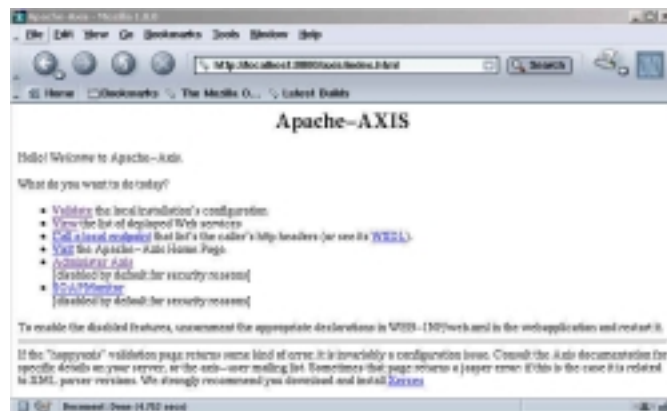 Apache-Axis - Mozilla 1.0.0
File Edit View Go Bookmarks Tools Window Help
http://localhost:8080/axis/index.html Search
Home Bookmarks The Mozilla O... Latest Builds
Apache-AXIS
Hello! Welcome to Apache-Axis.
What do you want to do today?
Validate the local installation's configuration
View the list of deployed Web services
Call a local endpoint that list's the caller's http headers (or see its WSDL).
Visit the Apache-Axis Home Page
Administer Axis
[disabled by default for security reasons]
SOAPMonitor
[disabled by default for security reasons]
To enable the disabled features, uncomment the appropriate declarations in WEB-INF/web.xml in the webapplication and restart it.
If the "happyaxis" validation page returns some kind of error, it is invariably a configuration issue. Consult the Axis documentation for
specific details on your server, or the axis-user mailing list. Sometimes that page returns a jasper error: if this is the case it is related
to XML parser versions. We strongly recommend you download and install Xerces
Document: Done secs)